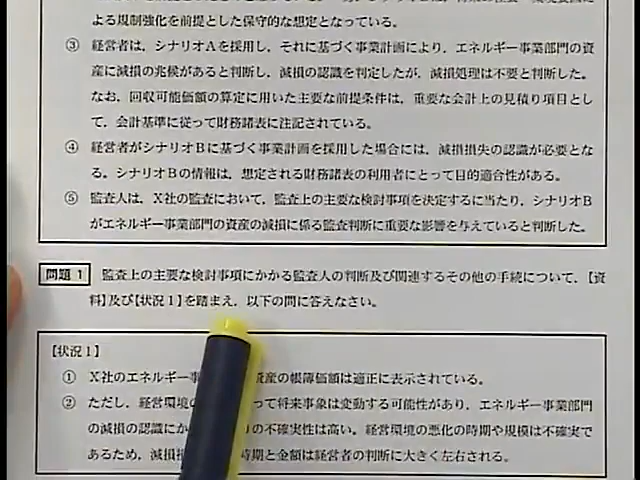 よる規制強化を前提とした保守的な想定となっている。
③ 経営者は、シナリオAを採用し、それに基づく事業計画により、エネルギー事業部門の資
産に減損の兆候があると判断し、減損の認識を判定したが、減損処理は不要と判断した。
なお、回収可能価額の算定に用いた主要な前提条件は、重要な会計上の見積り項目とし
て、会計基準に従って財務諸表に注記されている。
④ 経営者がシナリオBに基づく事業計画を採用した場合には、減損損失の認識が必要とな
る。シナリオBの情報は、想定される財務諸表の利用者にとって目的適合性がある。
⑤ 監査人は、X社の監査において、監査上の主要な検討事項を決定するに当たり、シナリオB
がエネルギー事業部門の資産の減損に係る監査判断に重要な影響を与えていると判断した。
問題1 監査上の主要な検討事項にかかる監査人の判断及び関連するその他の手続について、【資
料】及び【状況1】を踏まえ、以下の問に答えなさい。
【状況1】
① X社のエネルギー事 資産の帳簿価額は適正に表示されている。
② ただし、経営環境の って将来事象は変動する可能性があり、エネルギー事業部門
の減損の認識にか の不確実性は高い。経営環境の悪化の時期や規模は不確実で
あるため、減損 時期と金額は経営者の判断に大きく左右される。